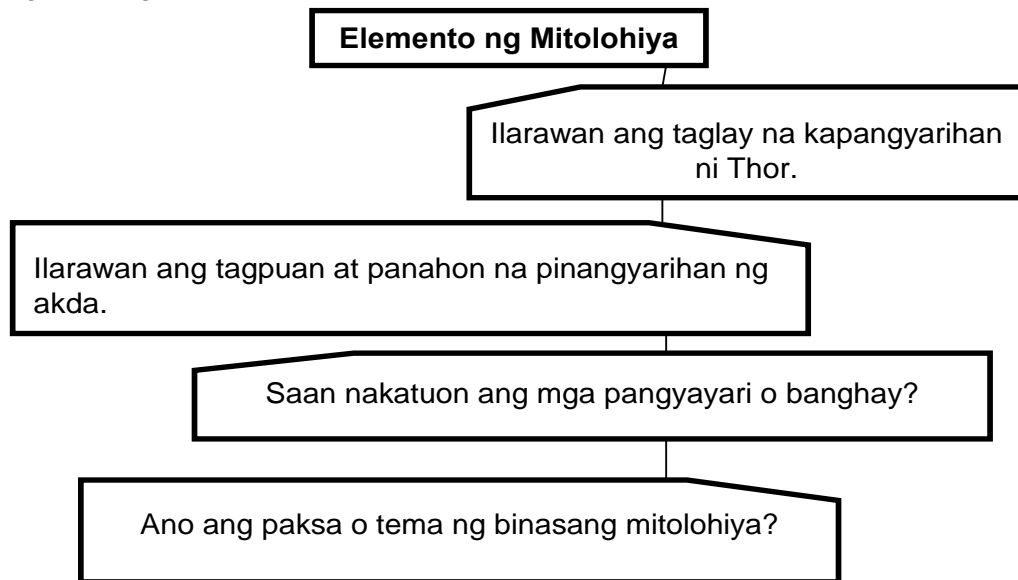 Elemento ng Mitolohiya
Ilarawan ang taglay na kapangyarihan
ni Thor.
Ilarawan ang tagpuan at panahon na pinangyarihan ng
akda.
Saan nakatuon ang mga pangyayari o banghay?
Ano ang paksa o tema ng binasang mitolohiya?